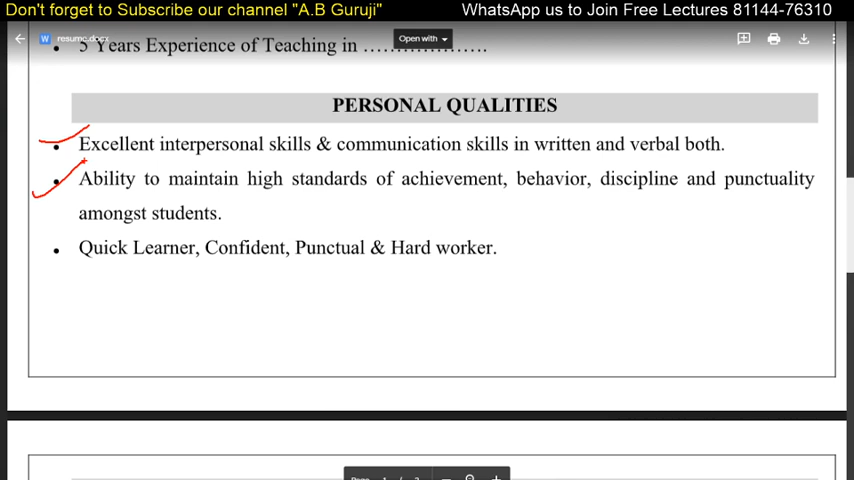 Don't forget to Subscribe our channel "A.B Guruji" WhatsApp us to Join Free Lectures 81144-76310
resume.docx Open with
• 5 Years Experience of Teaching in ………………….
PERSONAL QUALITIES
• Excellent interpersonal skills & communication skills in written and verbal both.
• Ability to maintain high standards of achievement, behavior, discipline and punctuality
amongst students.
• Quick Learner, Confident, Punctual & Hard worker.
Page 1 /